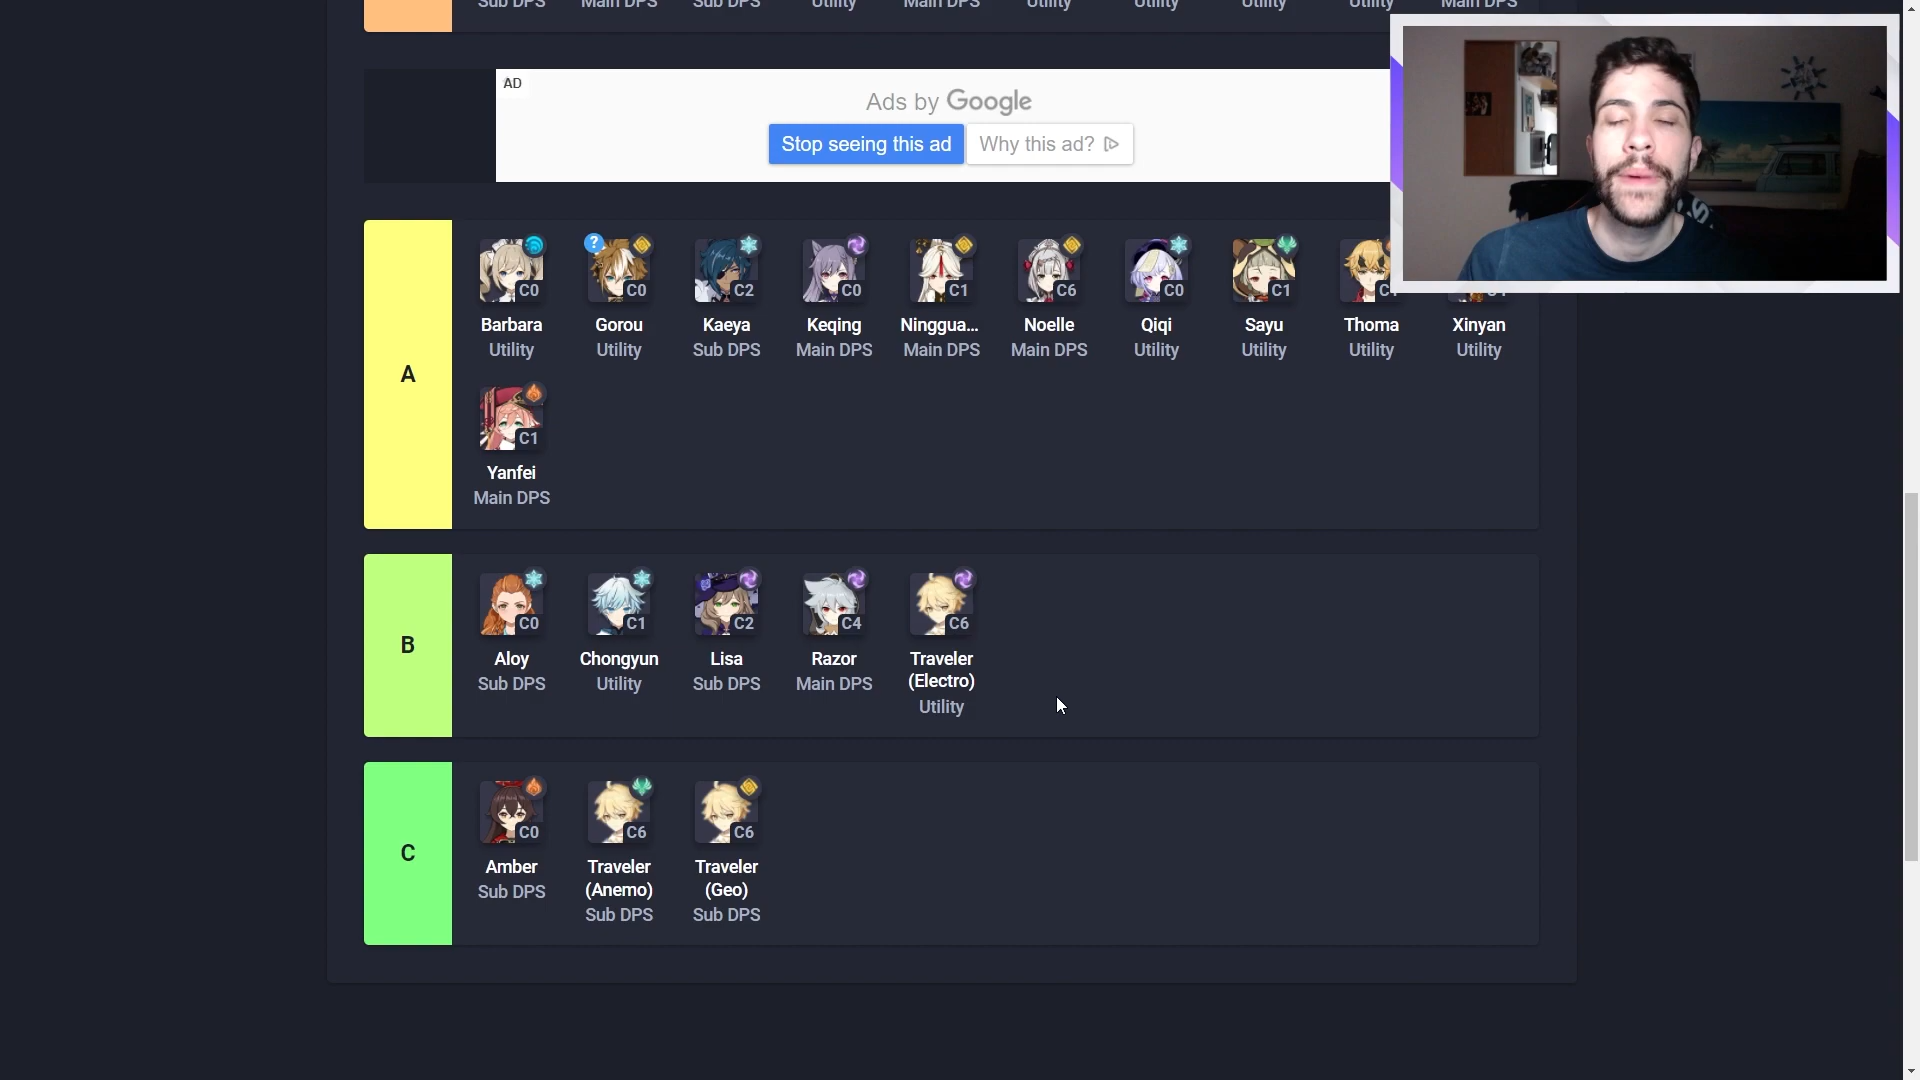 Sub DPS Main DPS Sub DPS Utility Main DPS Utility Utility Utility Utility Main DPS
AD
Ads by Google
Stop seeing this ad Why this ad?
A
?
C0 C0 C2 C0 C1 C6 C0 C1
Barbara Gorou Kaeya Keqing Ninggua... Noelle Qiqi Sayu Thoma Xinyan
Utility Utility Sub DPS Main DPS Main DPS Main DPS Utility Utility Utility Utility
C1
Yanfei
Main DPS
B
C0 C1 C2 C4 C6
Aloy Chongyun Lisa Razor Traveler
(Electro)
Sub DPS Utility Sub DPS Main DPS Utility
C
C0 C6 C6
Amber Traveler Traveler
(Anemo) (Geo)
Sub DPS Sub DPS Sub DPS